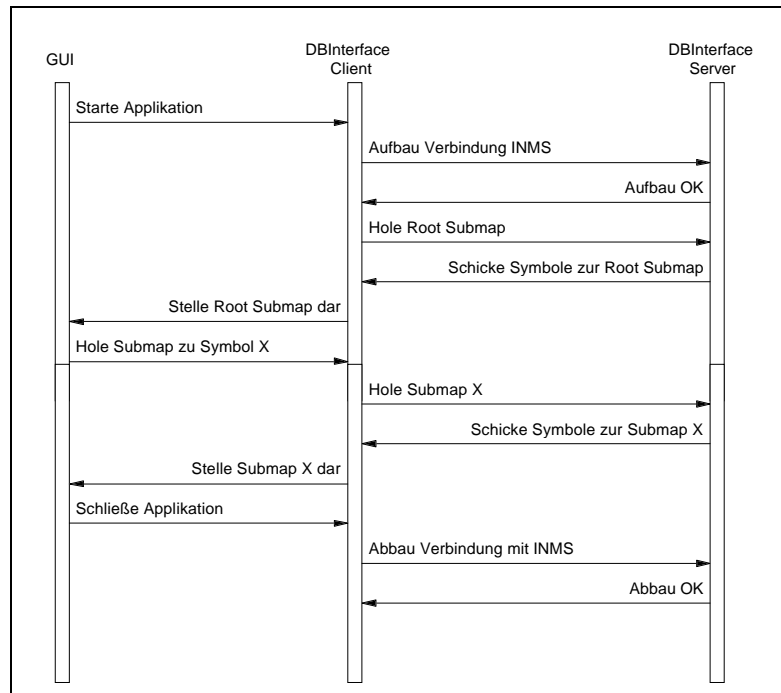 GUI
DBInterface
Client
DBInterface
Server
Starte Applikation
Aufbau Verbindung INMS
Aufbau OK
Hole Root Submap
Schicke Symbole zur Root Submap
Stelle Root Submap dar
Hole Submap zu Symbol X
Hole Submap X
Schicke Symbole zur Submap X
Stelle Submap X dar
Schließe Applikation
Abbau Verbindung mit INMS
Abbau OK